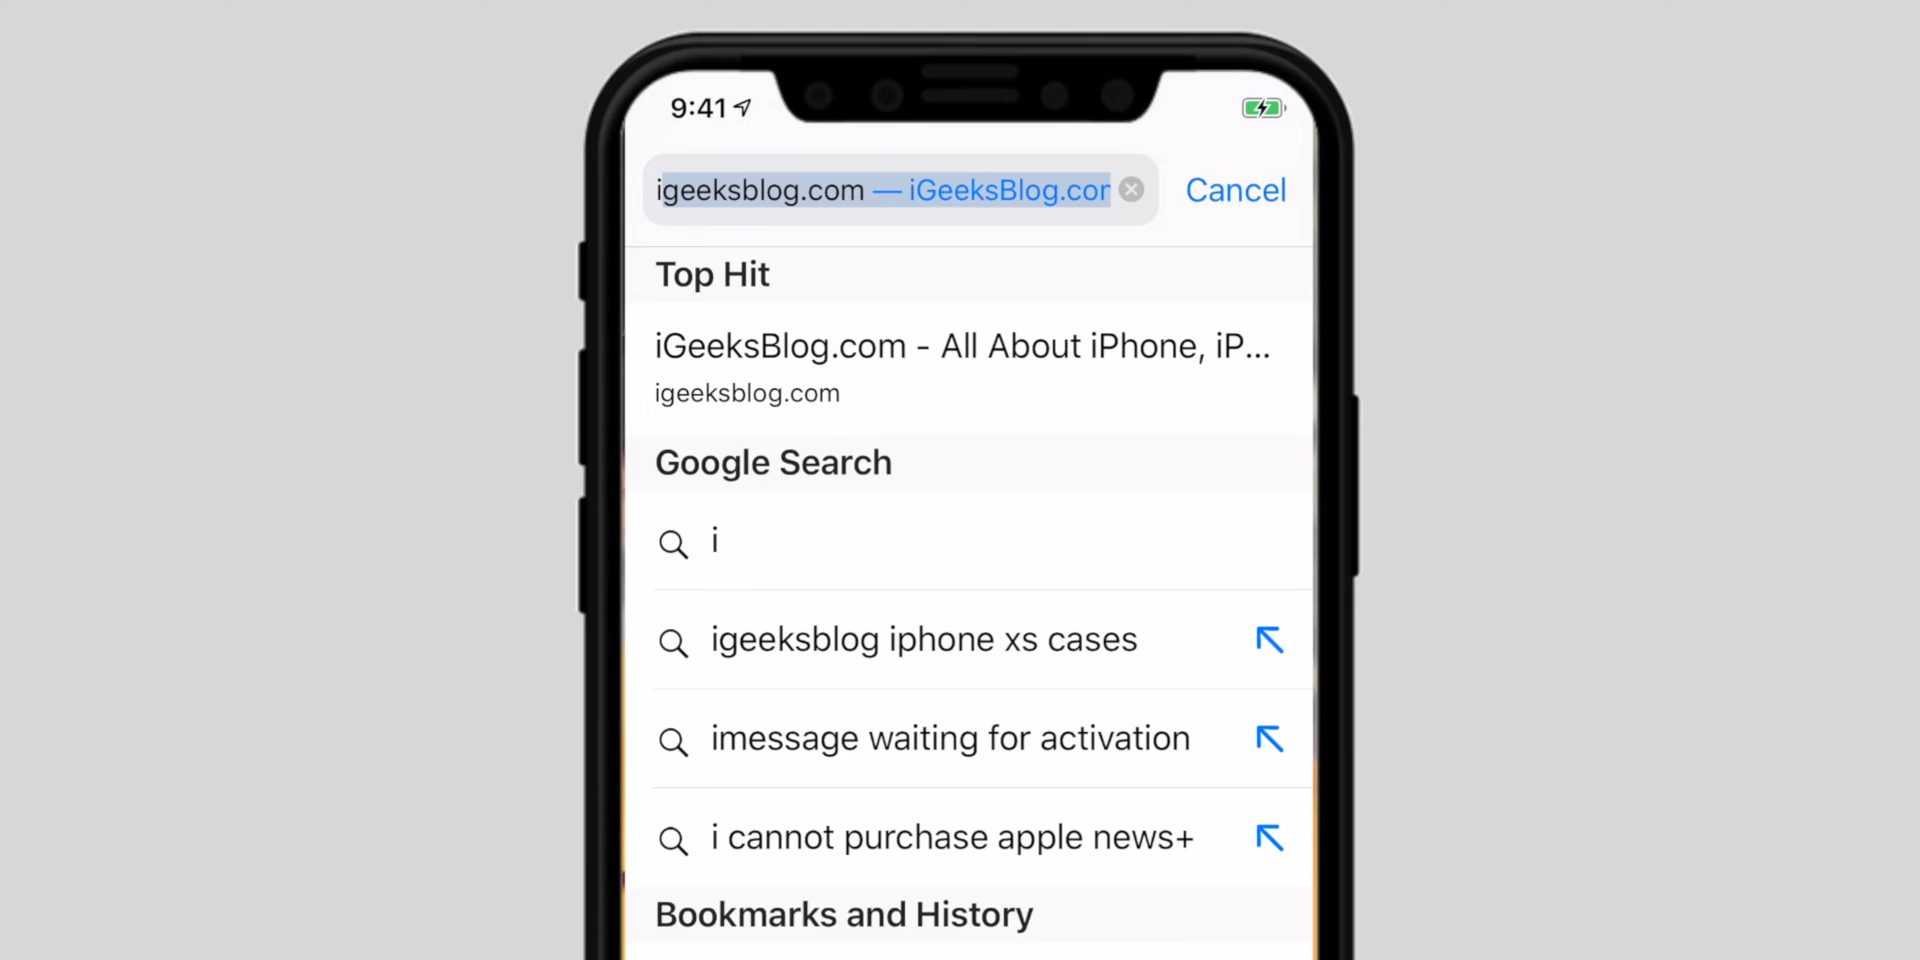 9:41
igeeksblog.com — iGeeksBlog.cor Cancel
Top Hit
iGeeksBlog.com - All About iPhone, iP...
igeeksblog.com
Google Search
i
igeeksblog iphone xs cases
imessage waiting for activation
i cannot purchase apple news+
Bookmarks and History